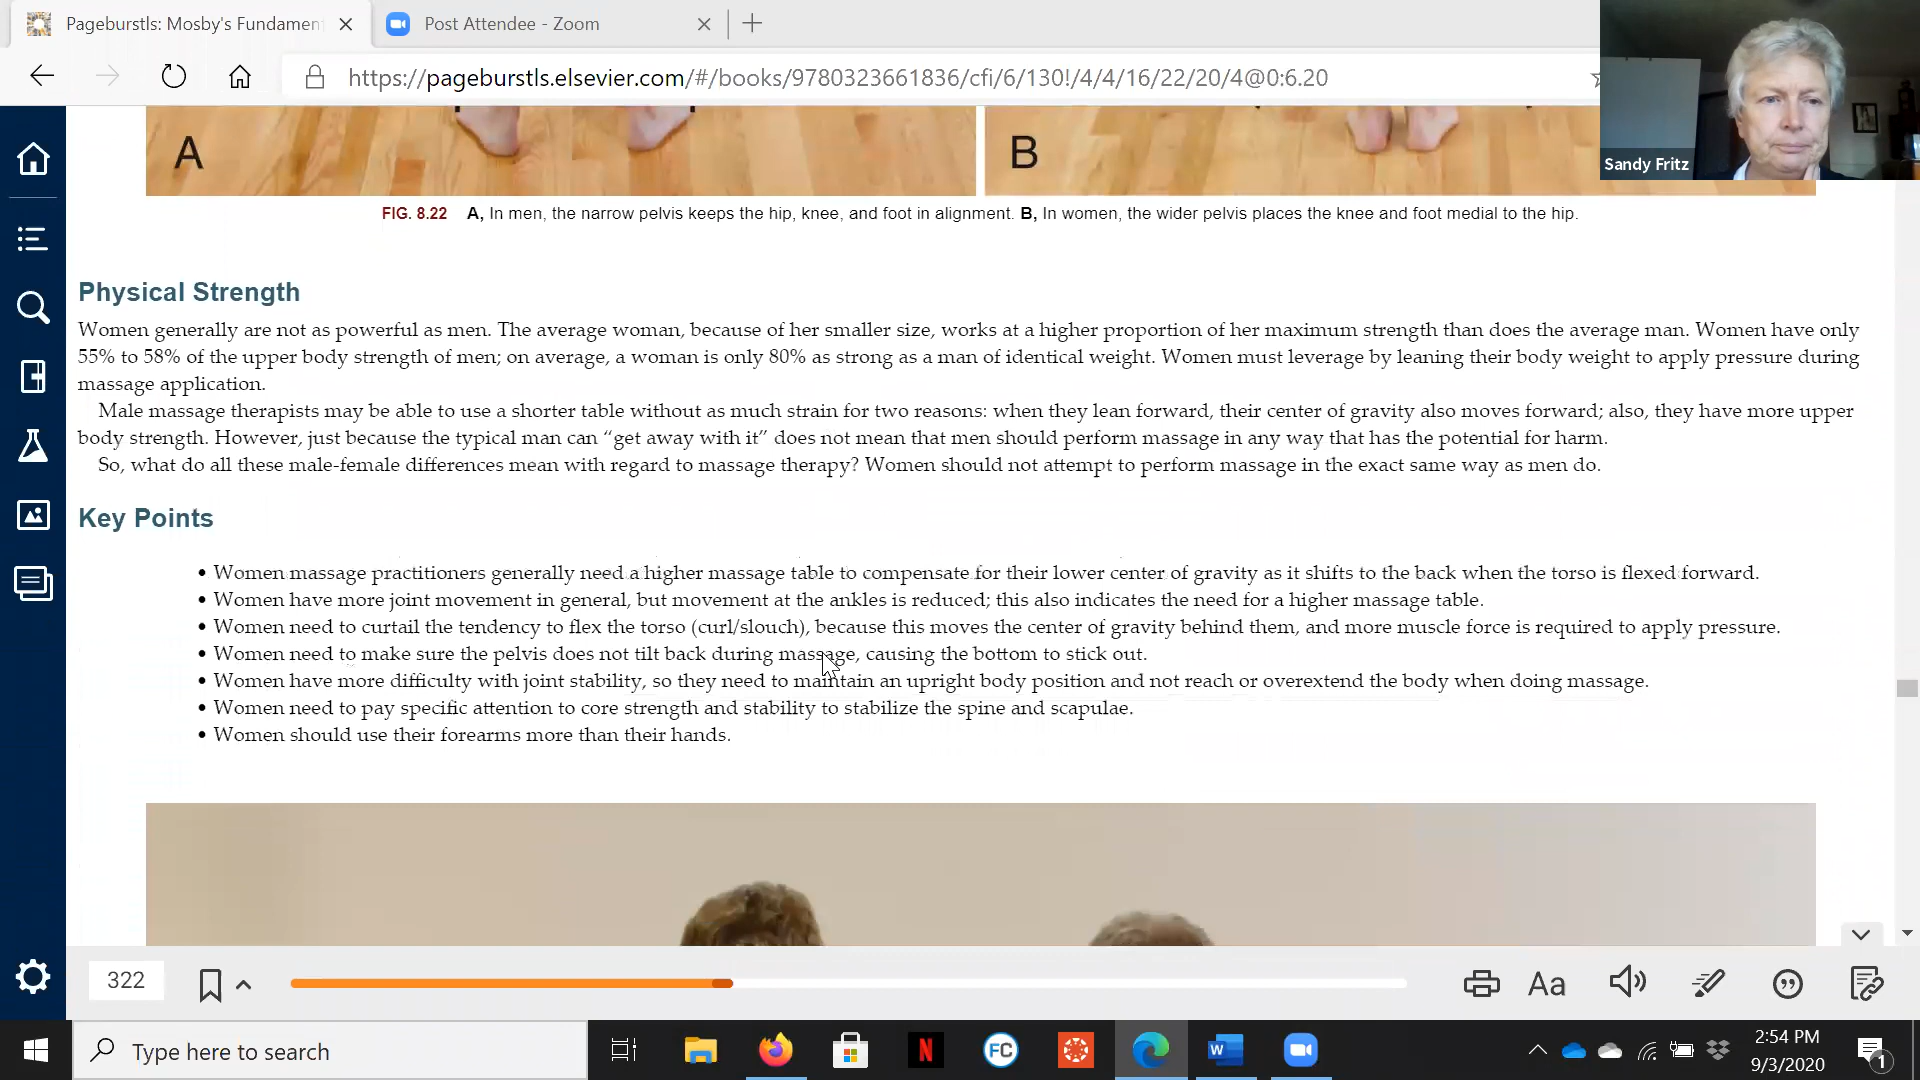 Pageburstls: Mosby's Fundamen
Post Attendee - Zoom
https://pageburstls.elsevier.com/#/books/9780323661836/cfi/6/130!/4/4/16/22/20/4@0:6.20
Sandy Fritz
A
B
FIG. 8.22 A, In men, the narrow pelvis keeps the hip, knee, and foot in alignment. B, In women, the wider pelvis places the knee and foot medial to the hip.
Physical Strength
Women generally are not as powerful as men. The average woman, because of her smaller size, works at a higher proportion of her maximum strength than does the average man. Women have only
55% to 58% of the upper body strength of men; on average, a woman is only 80% as strong as a man of identical weight. Women must leverage by leaning their body weight to apply pressure during
massage application.
Male massage therapists may be able to use a shorter table without as much strain for two reasons: when they lean forward, their center of gravity also moves forward; also, they have more upper
body strength. However, just because the typical man can “get away with it” does not mean that men should perform massage in any way that has the potential for harm.
So, what do all these male-female differences mean with regard to massage therapy? Women should not attempt to perform massage in the exact same way as men do.
Key Points
• Women massage practitioners generally need a higher massage table to compensate for their lower center of gravity as it shifts to the back when the torso is flexed forward.
• Women have more joint movement in general, but movement at the ankles is reduced; this also indicates the need for a higher massage table.
• Women need to curtail the tendency to flex the torso (curl/slouch), because this moves the center of gravity behind them, and more muscle force is required to apply pressure.
• Women need to make sure the pelvis does not tilt back during massage, causing the bottom to stick out.
• Women have more difficulty with joint stability, so they need to maintain an upright body position and not reach or overextend the body when doing massage.
• Women need to pay specific attention to core strength and stability to stabilize the spine and scapulae.
• Women should use their forearms more than their hands.
322
Aa
Type here to search
N
FC
W
2:54 PM
9/3/2020
1